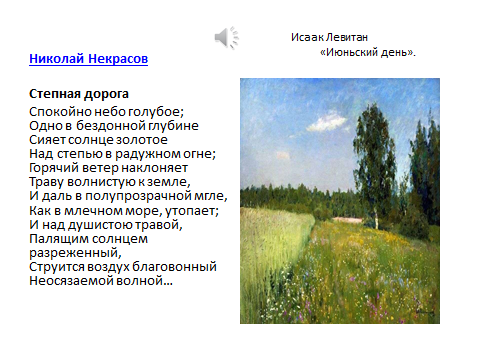 Исаак Левитан
«Июньский день».
Николай Некрасов
Степная дорога
Спокойно небо голубое;
Одно в бездонной глубине
Сияет солнце золотое
Над степью в радужном огне;
Горячий ветер наклоняет
Траву волнистую к земле,
И даль в полупрозрачной мгле,
Как в млечном море, утопает;
И над душистою травой,
Палящим солнцем
разреженный,
Струится воздух благовонный
Неосязаемой волной…